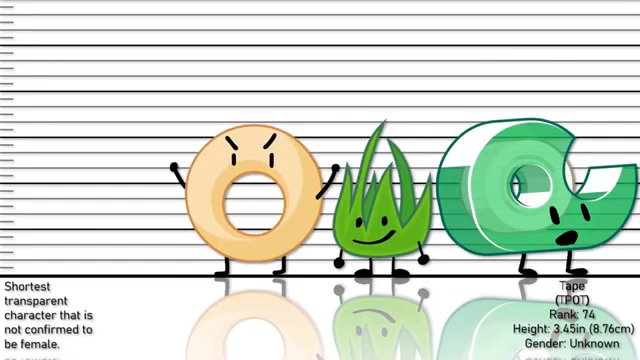 Shortest
transparent
character that is
not confirmed to
be female.
Tape
(TPOT)
Rank: 74
Height: 3.45in (8.76cm)
Gender: Unknown